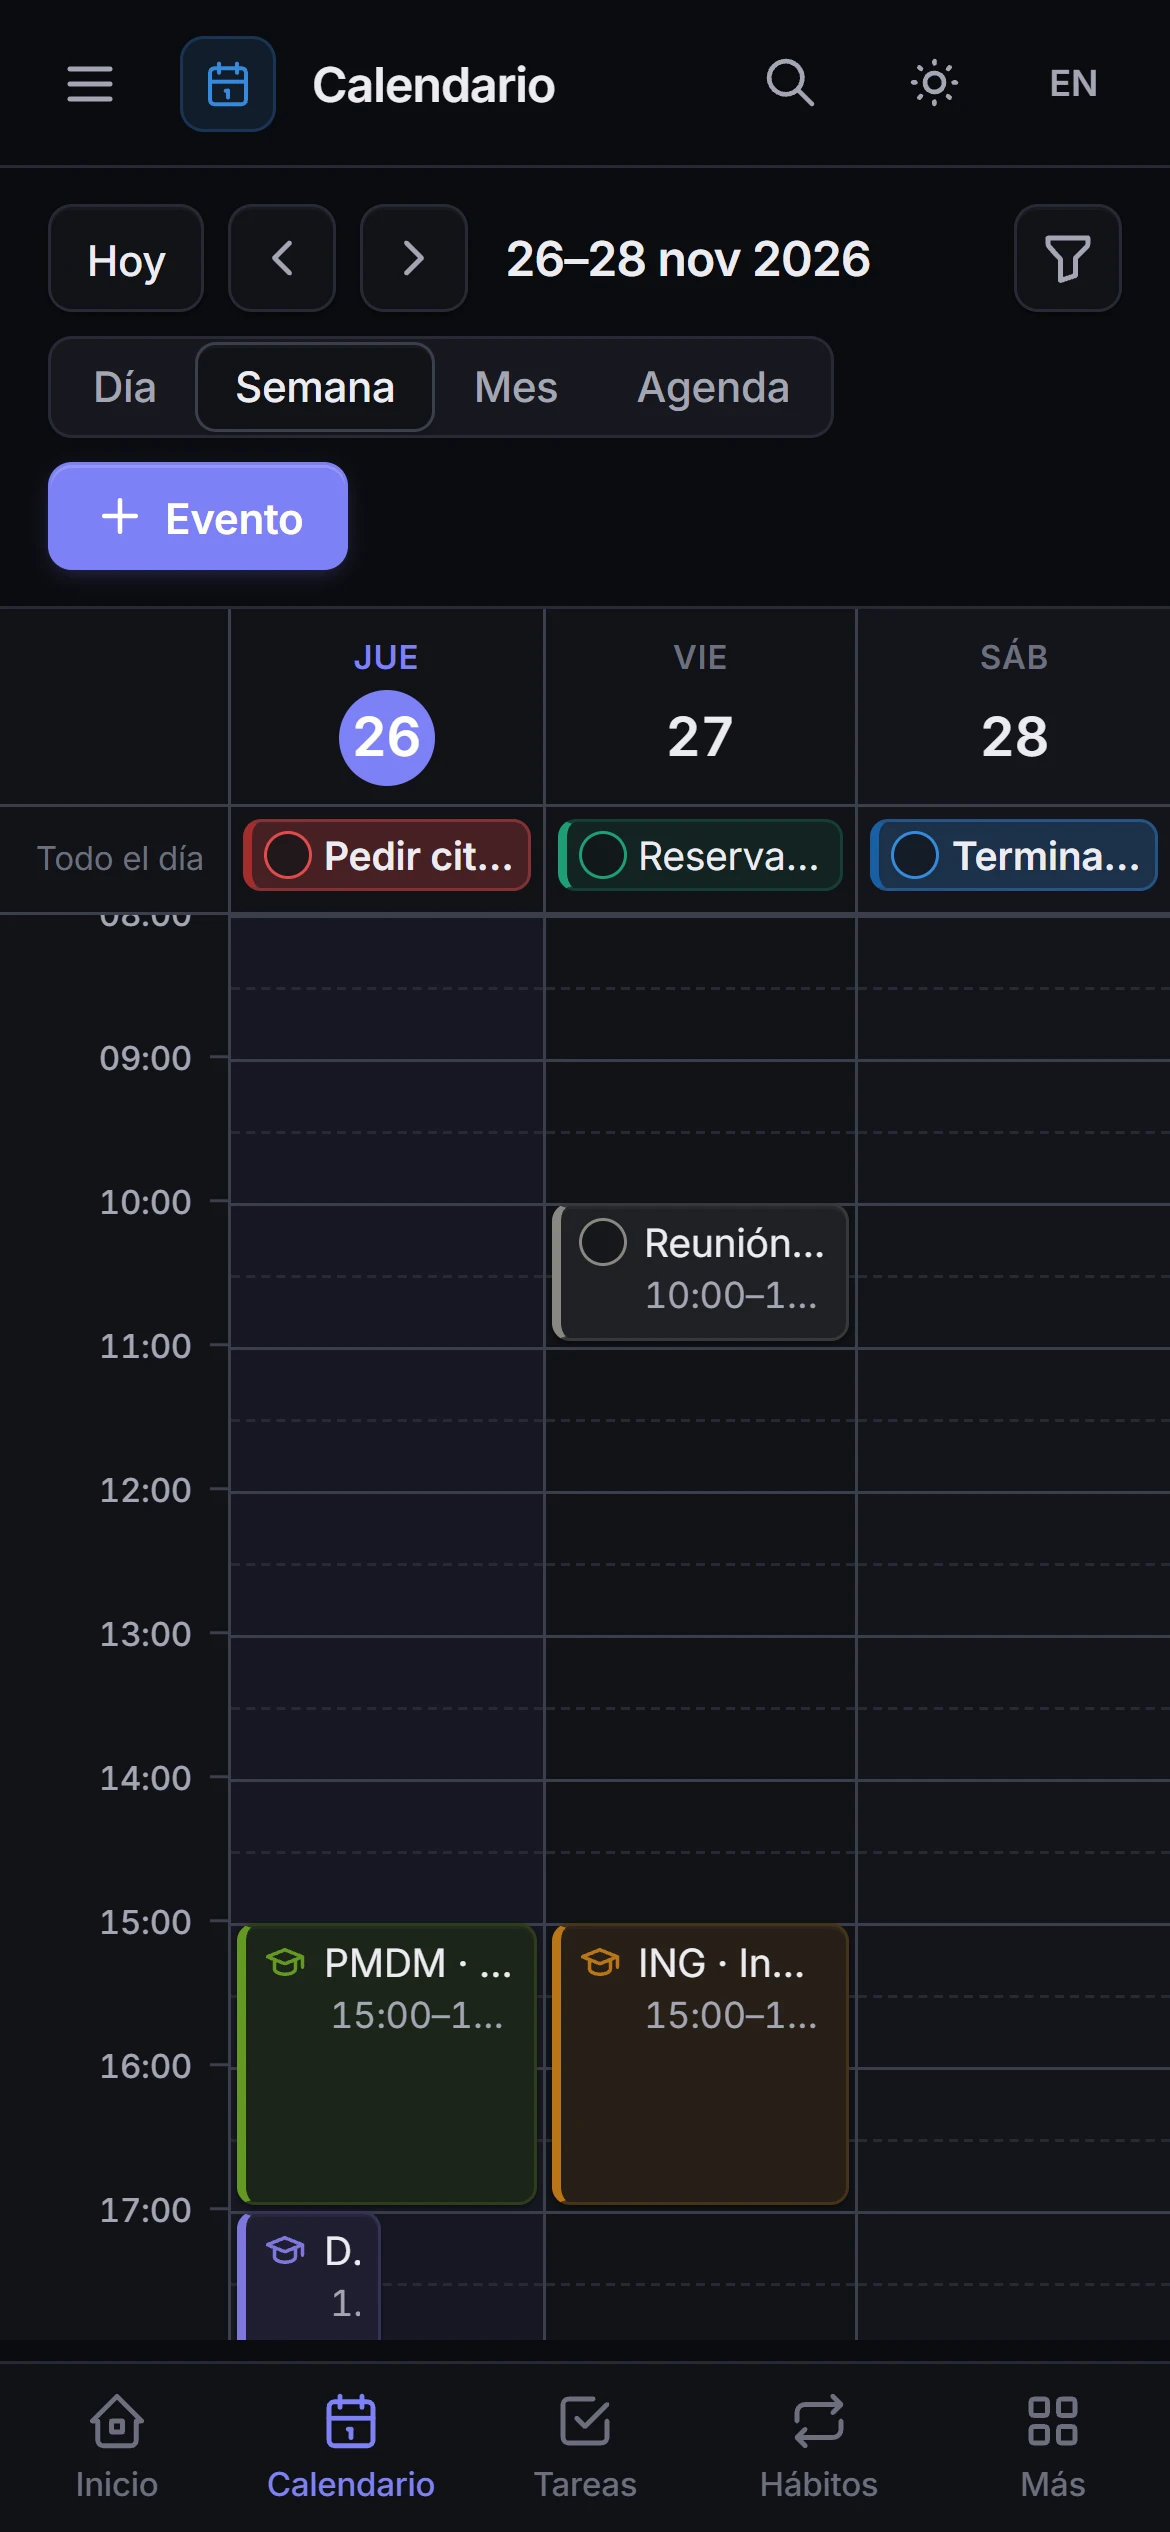 Calendario
EN
Hoy
26–28 nov 2026
Día
Semana
Mes
Agenda
+ Evento
JUE
26
VIE
27
SÁB
28
Todo el día
Pedir cit...
Reserva...
Termina...
08:00
09:00
10:00
Reunión...
10:00–1...
11:00
12:00
13:00
14:00
15:00
PMDM · ...
15:00–1...
ING · In...
15:00–1...
16:00
17:00
D.
1.
Inicio
Calendario
Tareas
Hábitos
Más